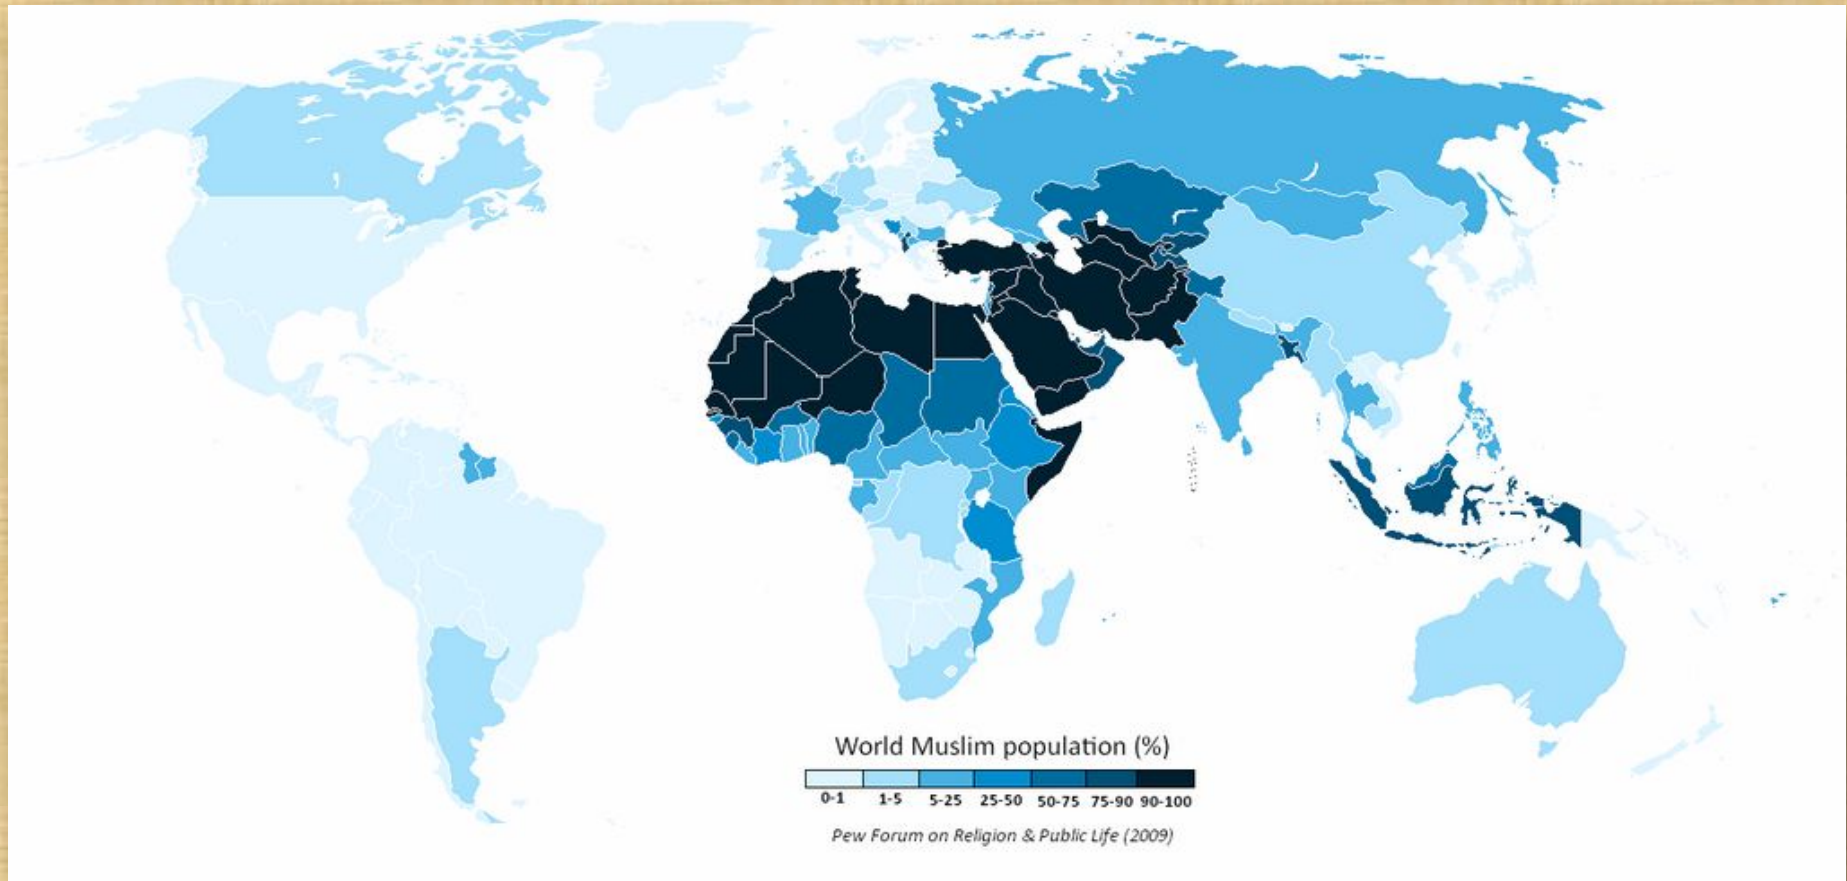 World Muslim population (%)
0-1 1-5 5-25 25-50 50-75 75-90 90-100
Pew Forum on Religion & Public Life (2009)